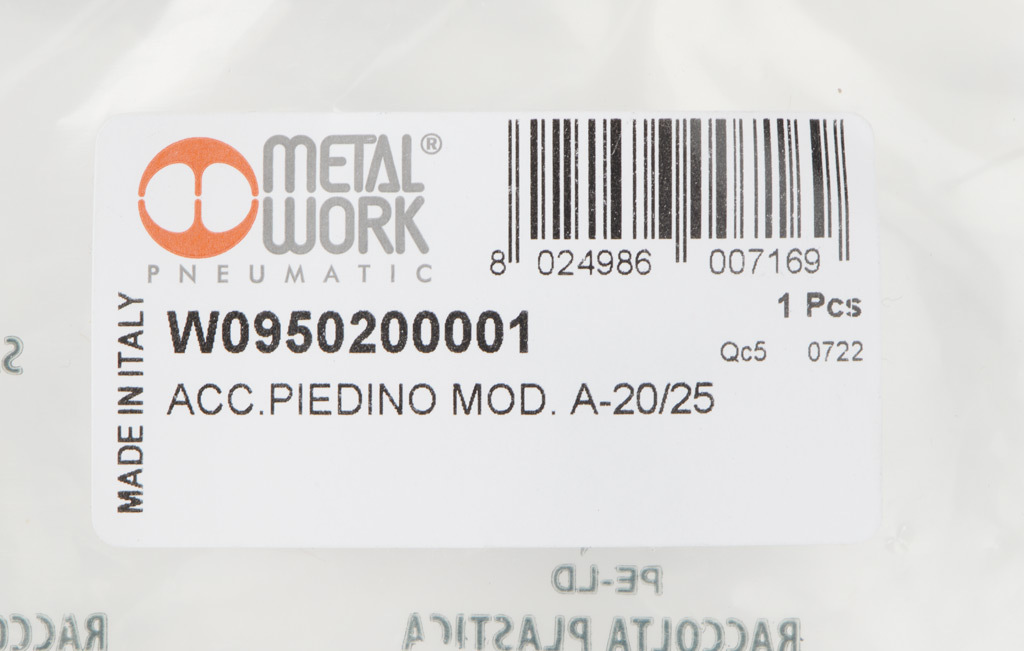 METAL®
WORK
PNEUMATIC
8 024986 007169
1 Pcs
W0950200001
Qc5 0722
ACC.PIEDINO MOD. A-20/25
MADE IN ITALY
PE-LD
RACCOLTA PLASTICA